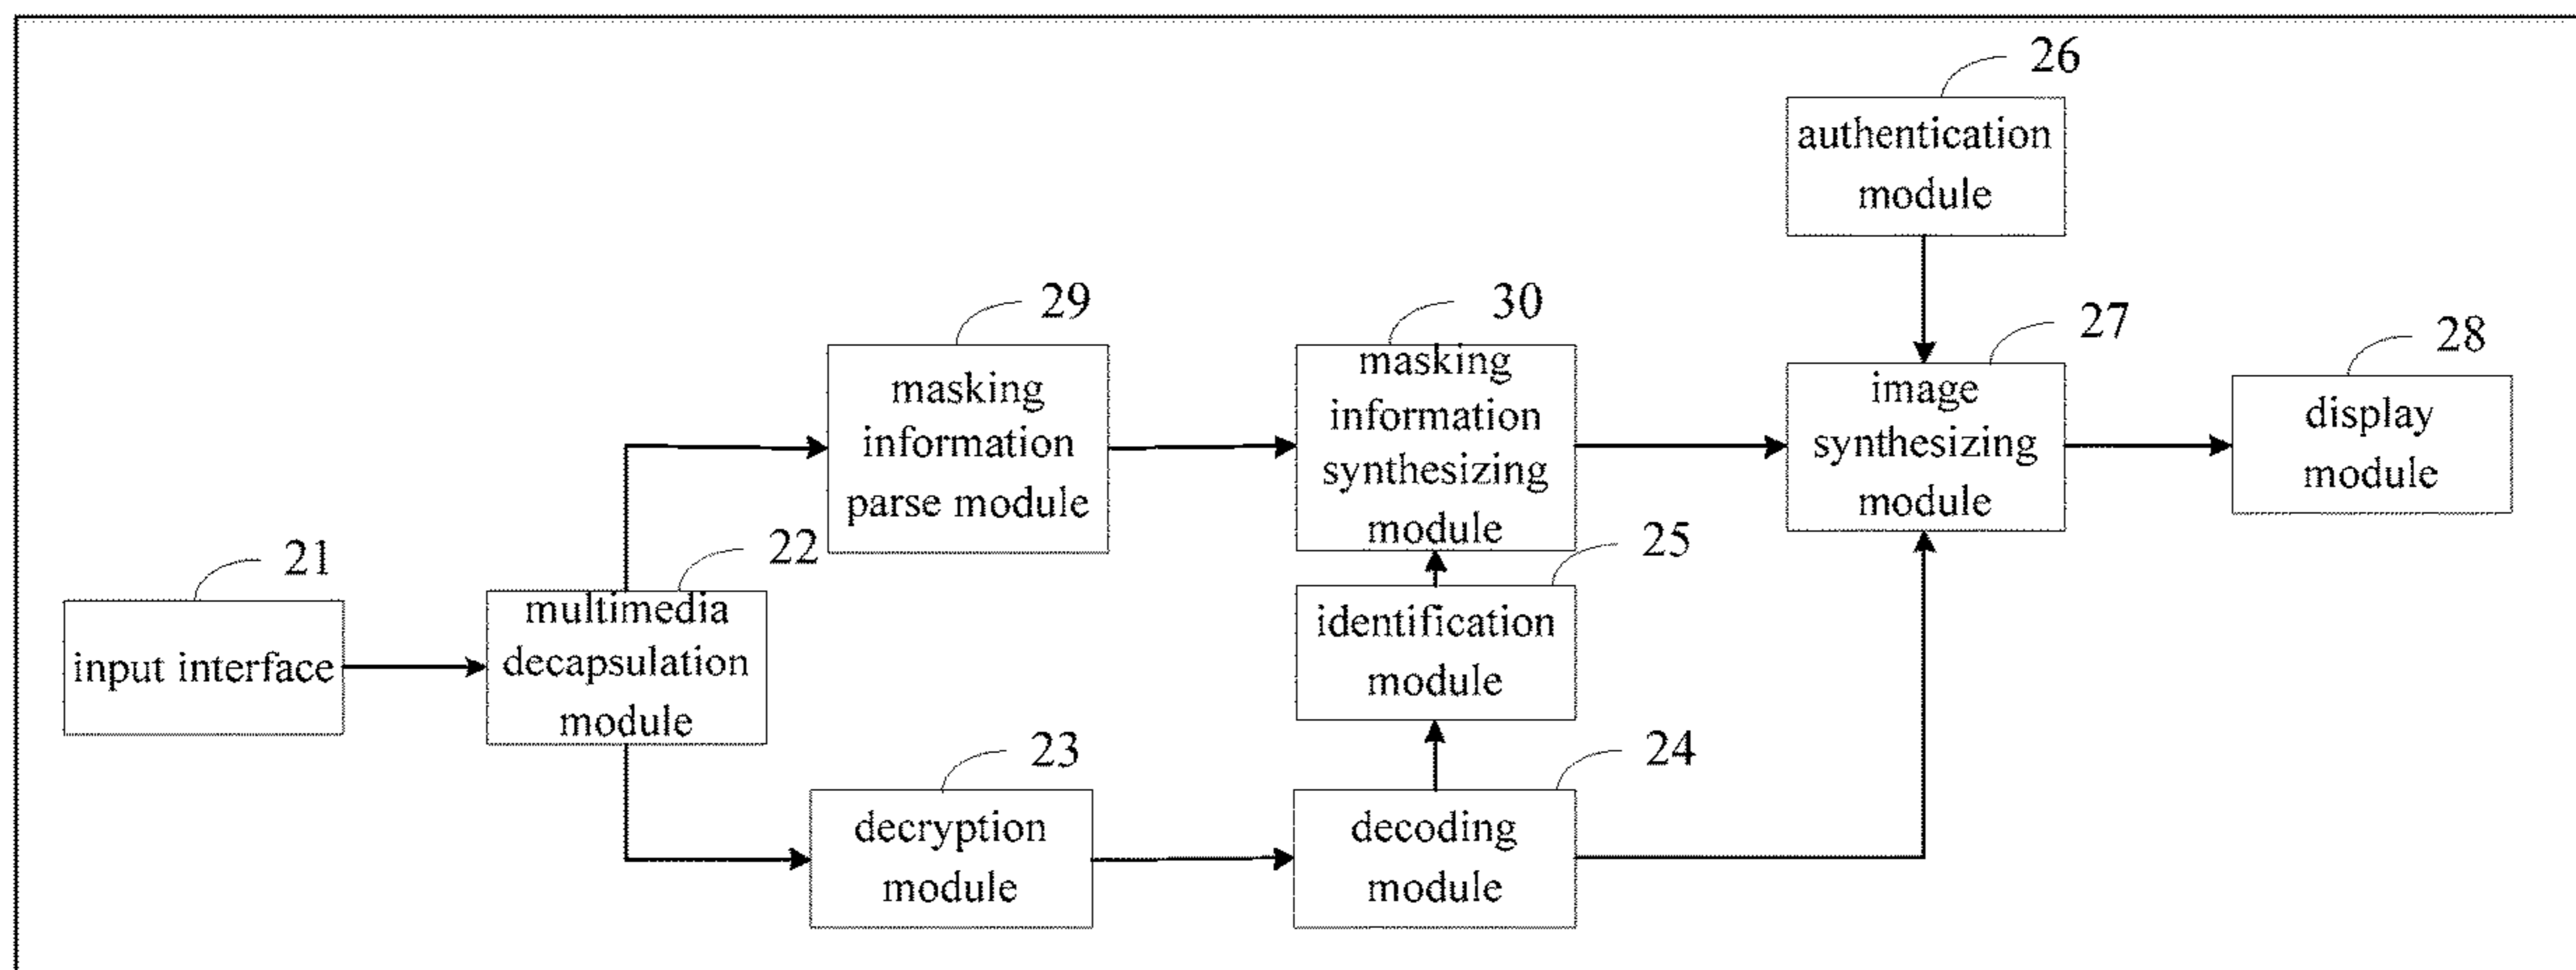 26
authentication
module
29
masking
information
parse module
30
masking
information
synthesizing
module
27
image
synthesizing
module
28
display
module
21
input interface
22
multimedia
decapsulation
module
25
identification
module
23
decryption
module
24
decoding
module